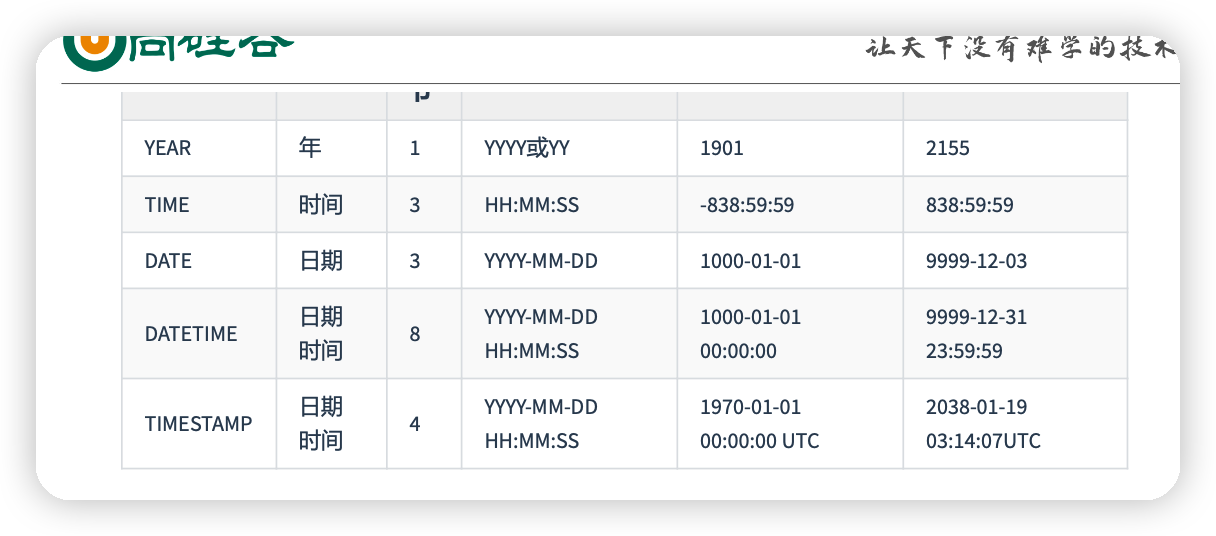 尚硅谷
让天下没有难学的技术
节
YEAR 年 1 YYYY或YY 1901 2155
TIME 时间 3 HH:MM:SS -838:59:59 838:59:59
DATE 日期 3 YYYY-MM-DD 1000-01-01 9999-12-03
日期 YYYY-MM-DD 1000-01-01 9999-12-31
DATETIME 8
时间 HH:MM:SS 00:00:00 23:59:59
日期 YYYY-MM-DD 1970-01-01 2038-01-19
TIMESTAMP 4
时间 HH:MM:SS 00:00:00 UTC 03:14:07UTC